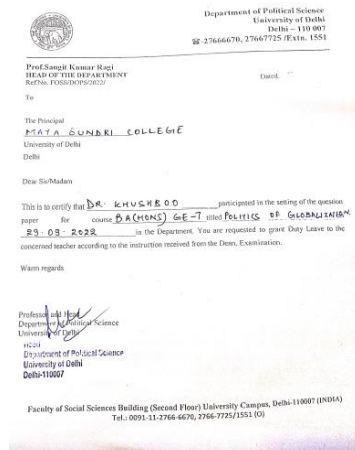 Department of Political Science
University of Delhi
Delhi – 110 007
☎-27666670, 27667725 /Extn. 1551
Prof.Sangit Kumar Ragi
HEAD OF THE DEPARTMENT
Ref.No. FOSS/DOPS/2022/
Dated.
To
The Principal
MATA SUNDRI COLLEGE
University of Delhi
Delhi
Dear Sir/Madam
This is to certify that DR. KHUSHBOO participated in the setting of the question
paper for course BA(HONS) GE-7 titled POLITICS OF
29-09-2022 in the department. You are requested to grant Duty Leave to the
concerned teacher according to the instruction received from the Dean, Examination.
Warm regards
Professor and Head
Department of Political Science
University of Delhi
Head
Department of Political Science
University of Delhi
Delhi-110007
Faculty of Social Sciences Building (Second Floor) University Campus, Delhi-110007 (INDIA)
Tel.: 0091-11-2766-6670, 2766-7725/1551 (O)